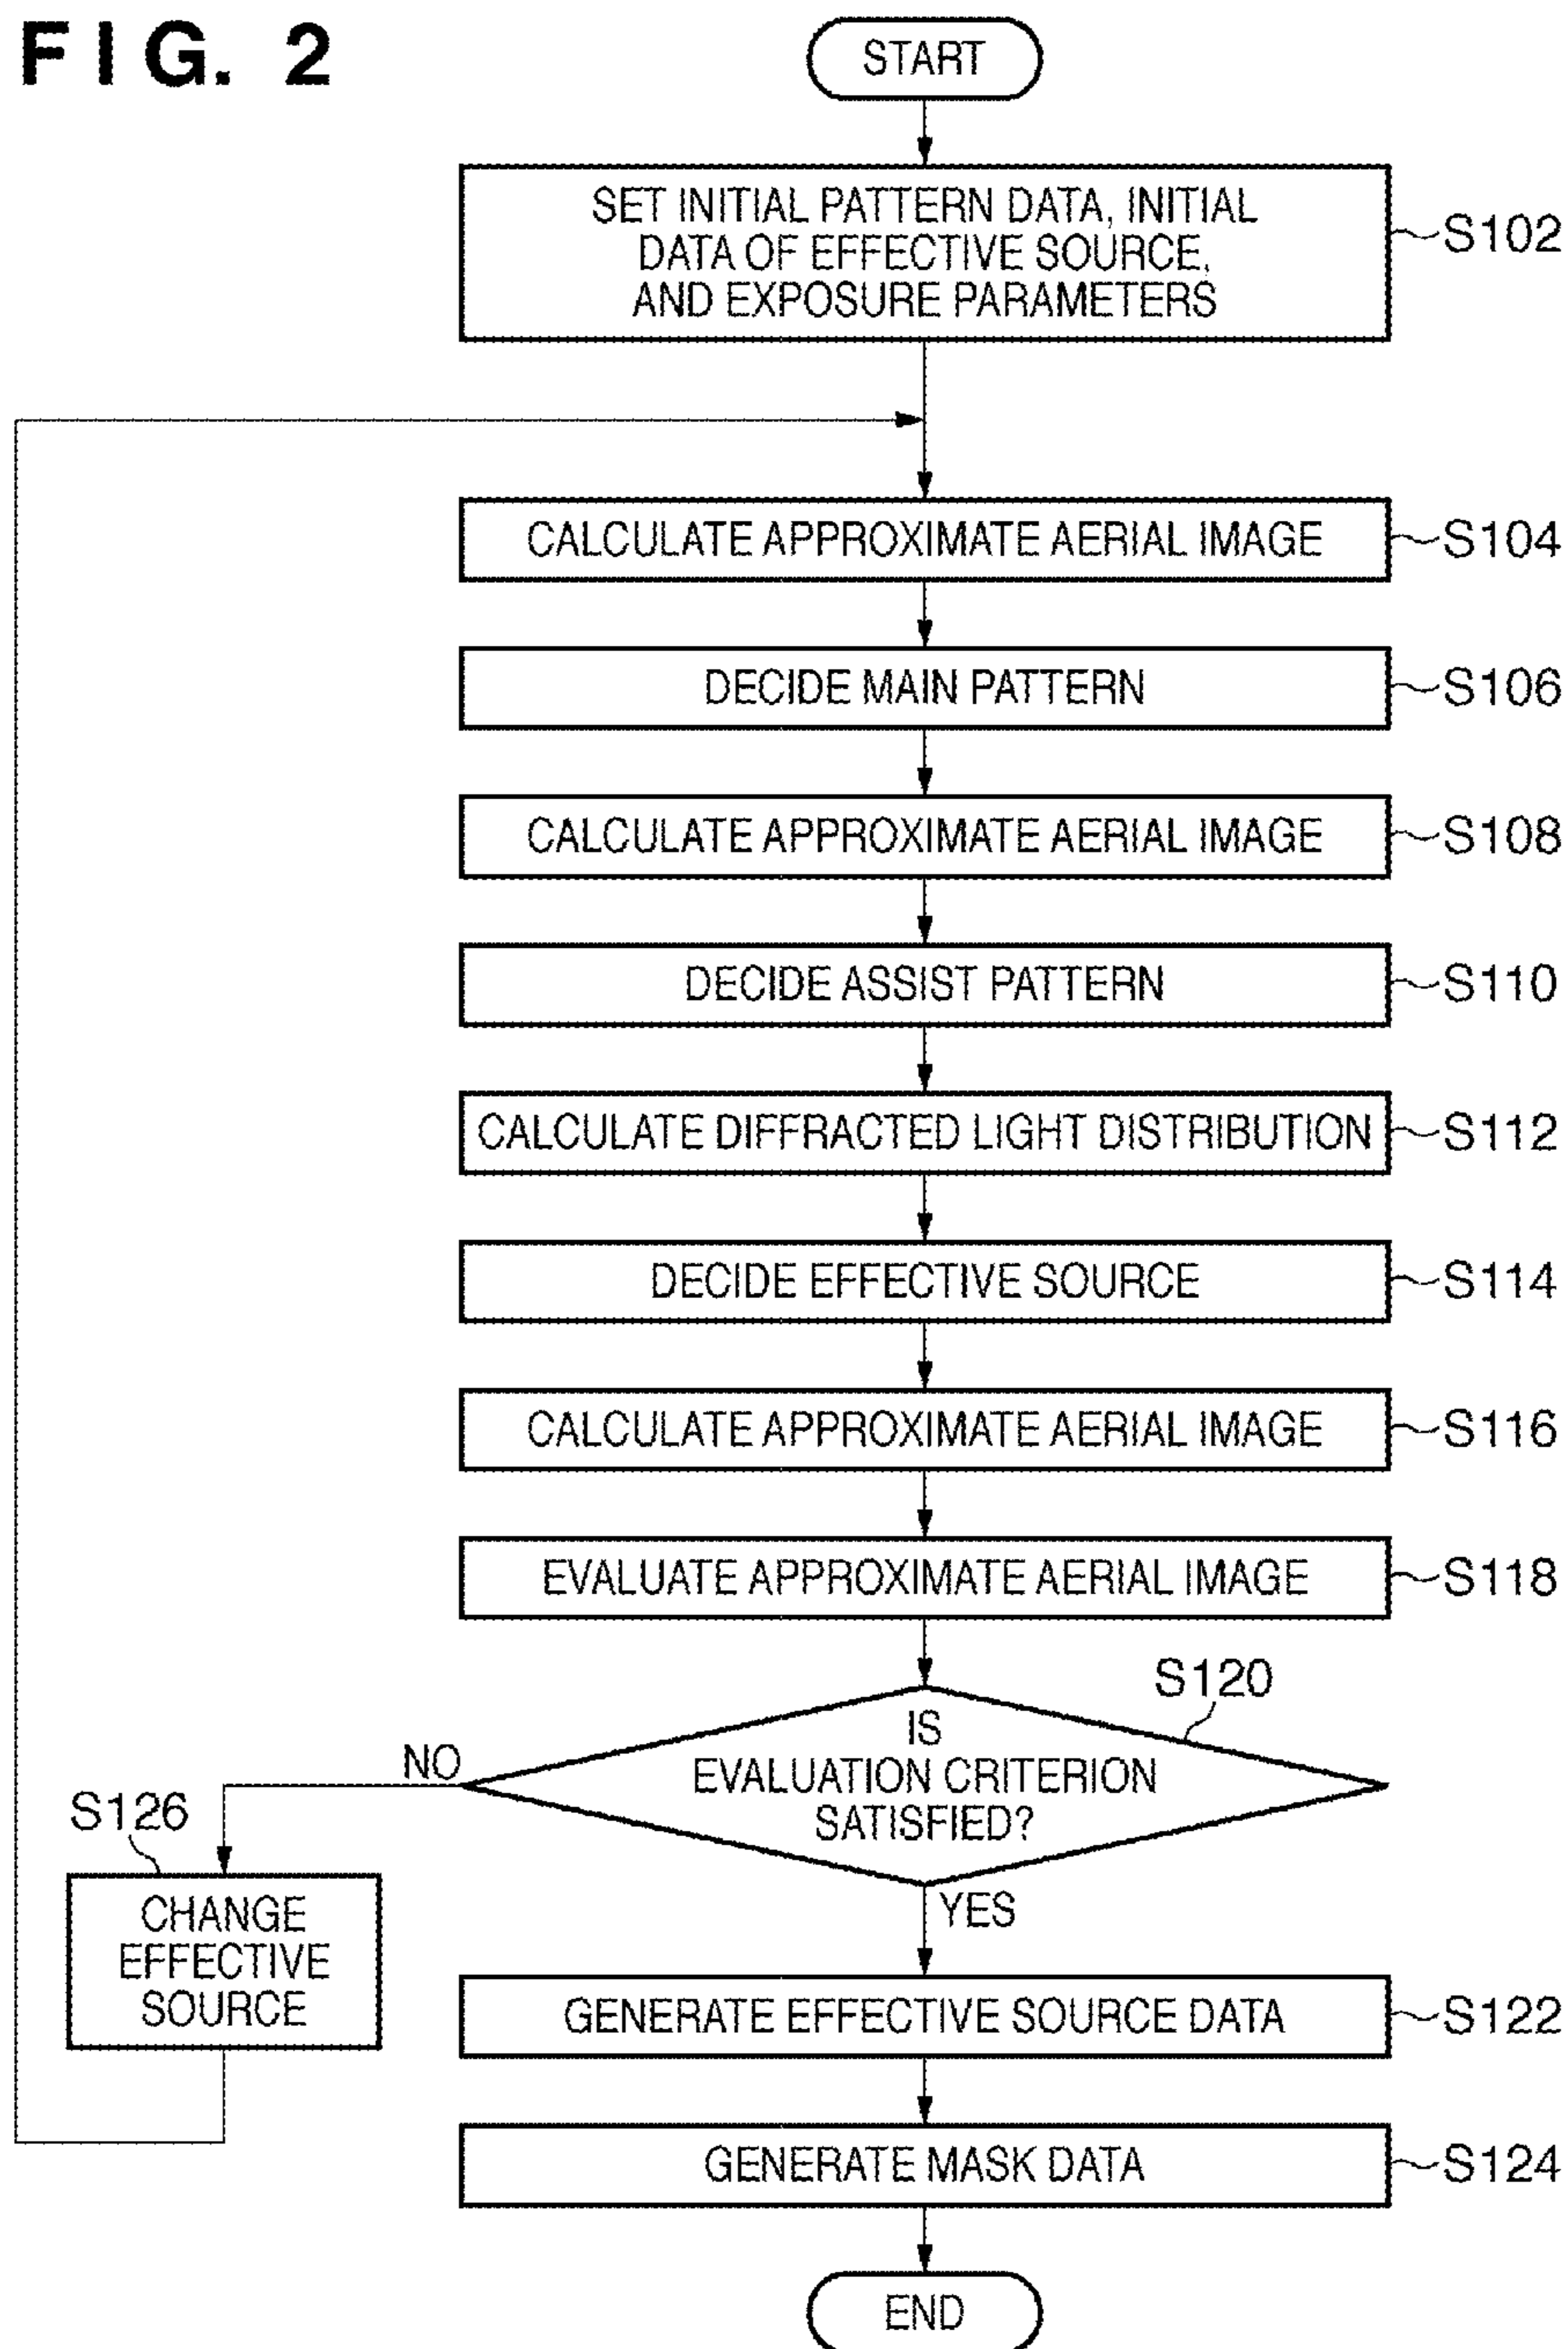 FIG. 2
START
SET INITIAL PATTERN DATA, INITIAL
DATA OF EFFECTIVE SOURCE,
AND EXPOSURE PARAMETERS
S102
CALCULATE APPROXIMATE AERIAL IMAGE
S104
DECIDE MAIN PATTERN
S106
CALCULATE APPROXIMATE AERIAL IMAGE
S108
DECIDE ASSIST PATTERN
S110
CALCULATE DIFFRACTED LIGHT DISTRIBUTION
S112
DECIDE EFFECTIVE SOURCE
S114
CALCULATE APPROXIMATE AERIAL IMAGE
S116
EVALUATE APPROXIMATE AERIAL IMAGE
S118
S120
IS
EVALUATION CRITERION
SATISFIED?
NO
S126
CHANGE
EFFECTIVE
SOURCE
YES
GENERATE EFFECTIVE SOURCE DATA
S122
GENERATE MASK DATA
S124
END